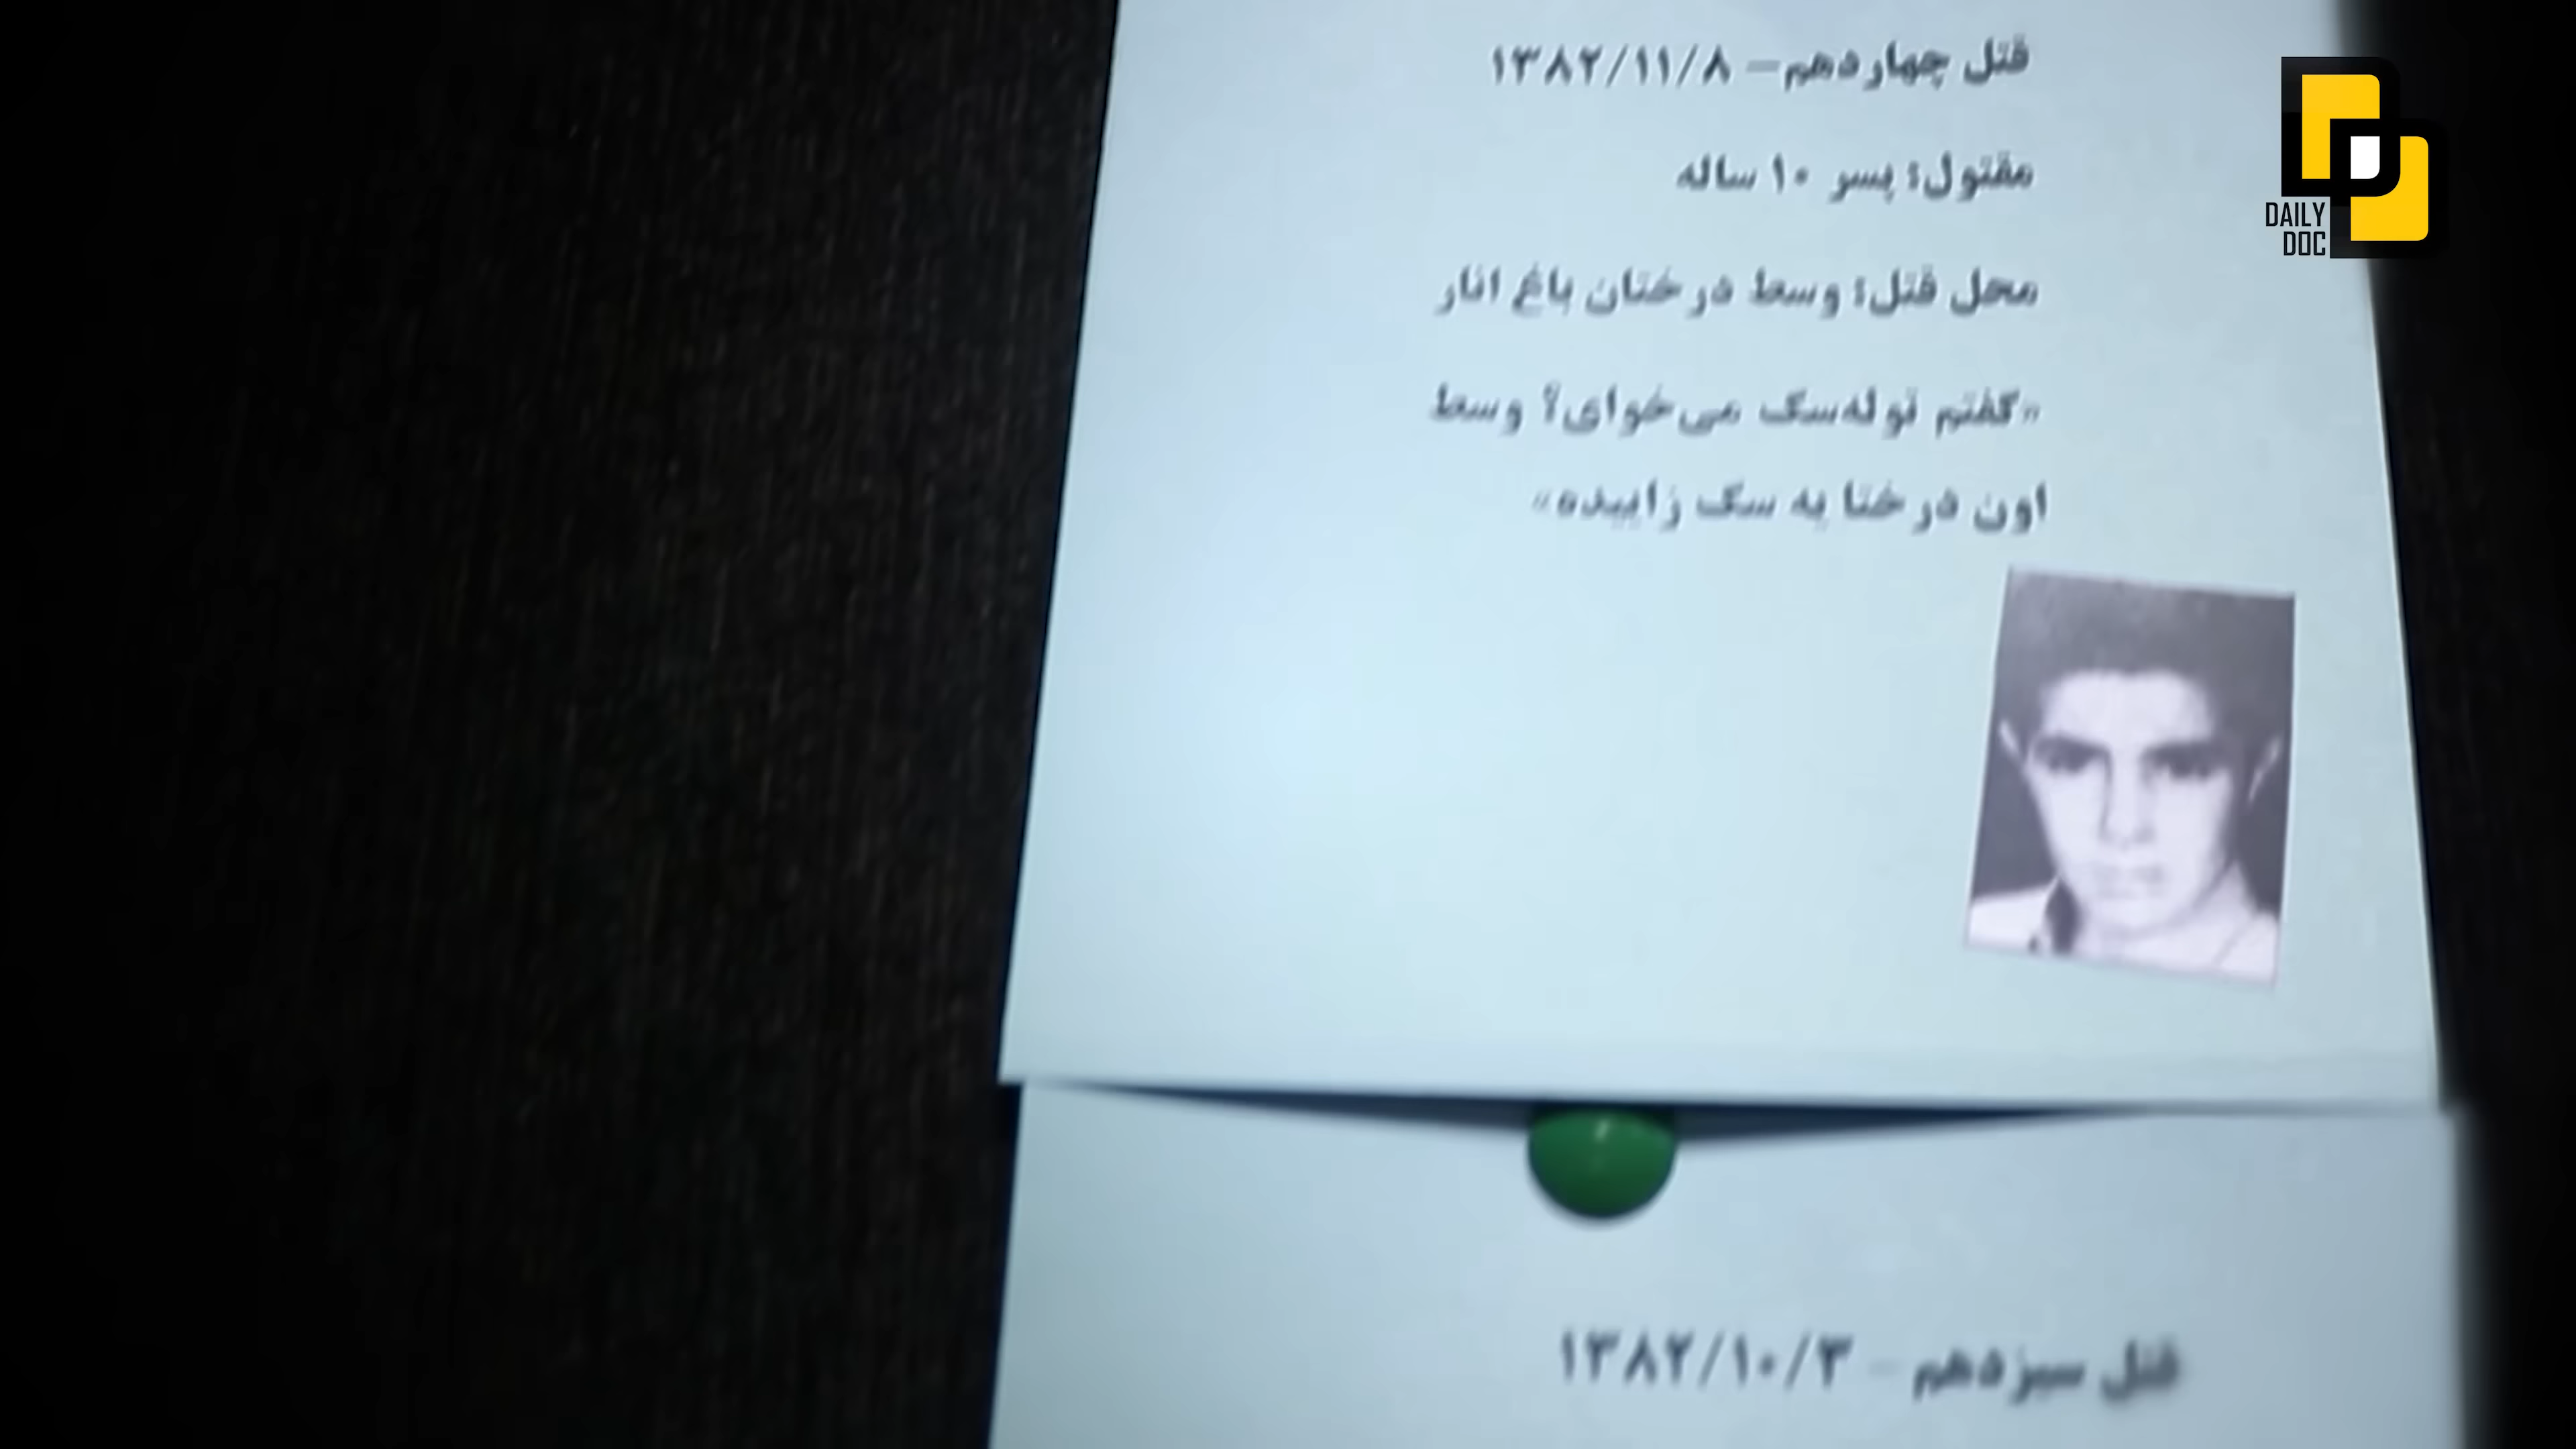 قتل چهاردهم– ۱۳۸۲/۱۱/۸
مقتول: پسر ۱۰ ساله
محل قتل: وسط درختان باغ انار
«گفتم توله‌سگ می‌خوای؟ وسط
اون درختا یه سگ زاییده»
قتل سیزدهم – ۱۳۸۲/۱۰/۳
DAILY
DOC